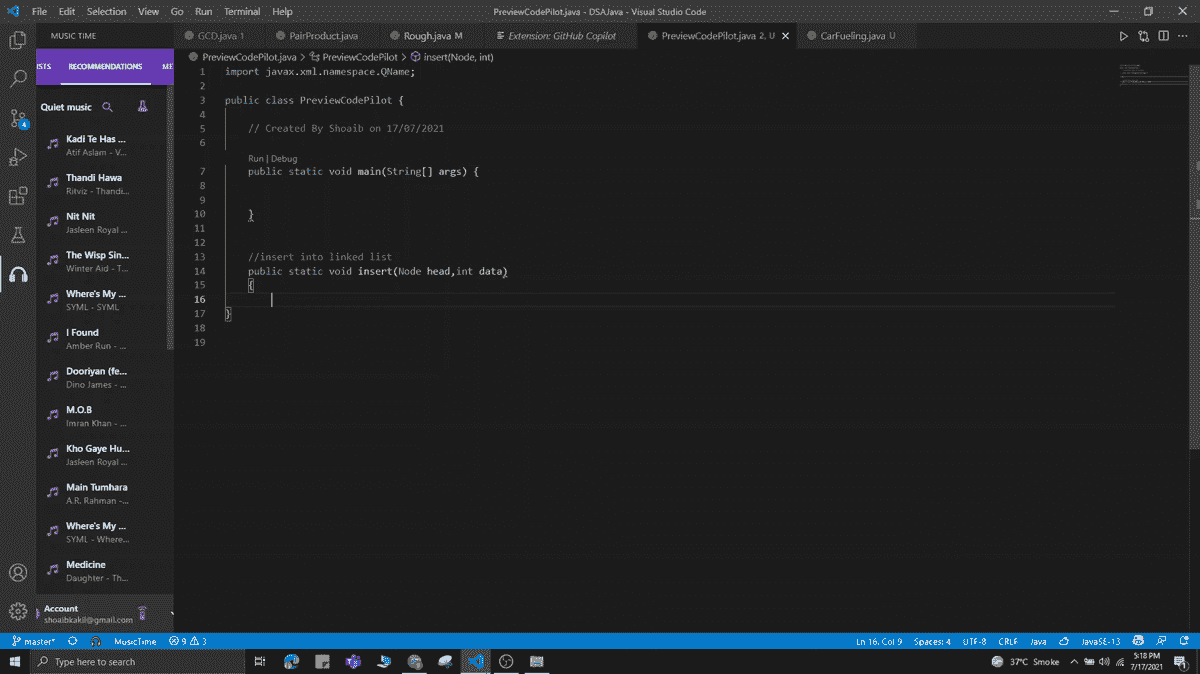 File Edit Selection View Go Run Terminal Help PreviewCodePilot.java - DSAJava - Visual Studio Code
MUSIC TIME
GCD.java 1 PairProduct.java Rough.java M Extension: GitHub Copilot PreviewCodePilot.java 2, U CarFueling.java U
PreviewCodePilot.java > PreviewCodePilot > insert(Node, int)
ISTS RECOMMENDATIONS ME
Quiet music
Kadi Te Has ...
Atif Aslam - V...
Thandi Hawa
Ritviz - Thandi...
Nit Nit
Jasleen Royal ...
The Wisp Sin...
Winter Aid - T...
Where's My ...
SYML - SYML
I Found
Amber Run - ...
Dooriyan (fe...
Dino James - ...
M.O.B
Imran Khan - ...
Kho Gaye Hu...
Jasleen Royal ...
Main Tumhara
A.R. Rahman -...
Where's My ...
SYML - Where...
Medicine
Daughter - Th...
Account
shoaibkakil@gmail.com
4
1 import javax.xml.namespace.QName;
2
3 public class PreviewCodePilot {
4
5 // Created By Shoaib on 17/07/2021
6
Run | Debug
7 public static void main(String[] args) {
8
9
10 }
11
12
13 //insert into linked list
14 public static void insert(Node head,int data)
15 {
16
17 }
18
19
master* MusicTime 9 3 Ln 16, Col 9 Spaces: 4 UTF-8 CRLF Java JavaSE-13
Type here to search 37°C Smoke 5:18 PM
7/17/2021